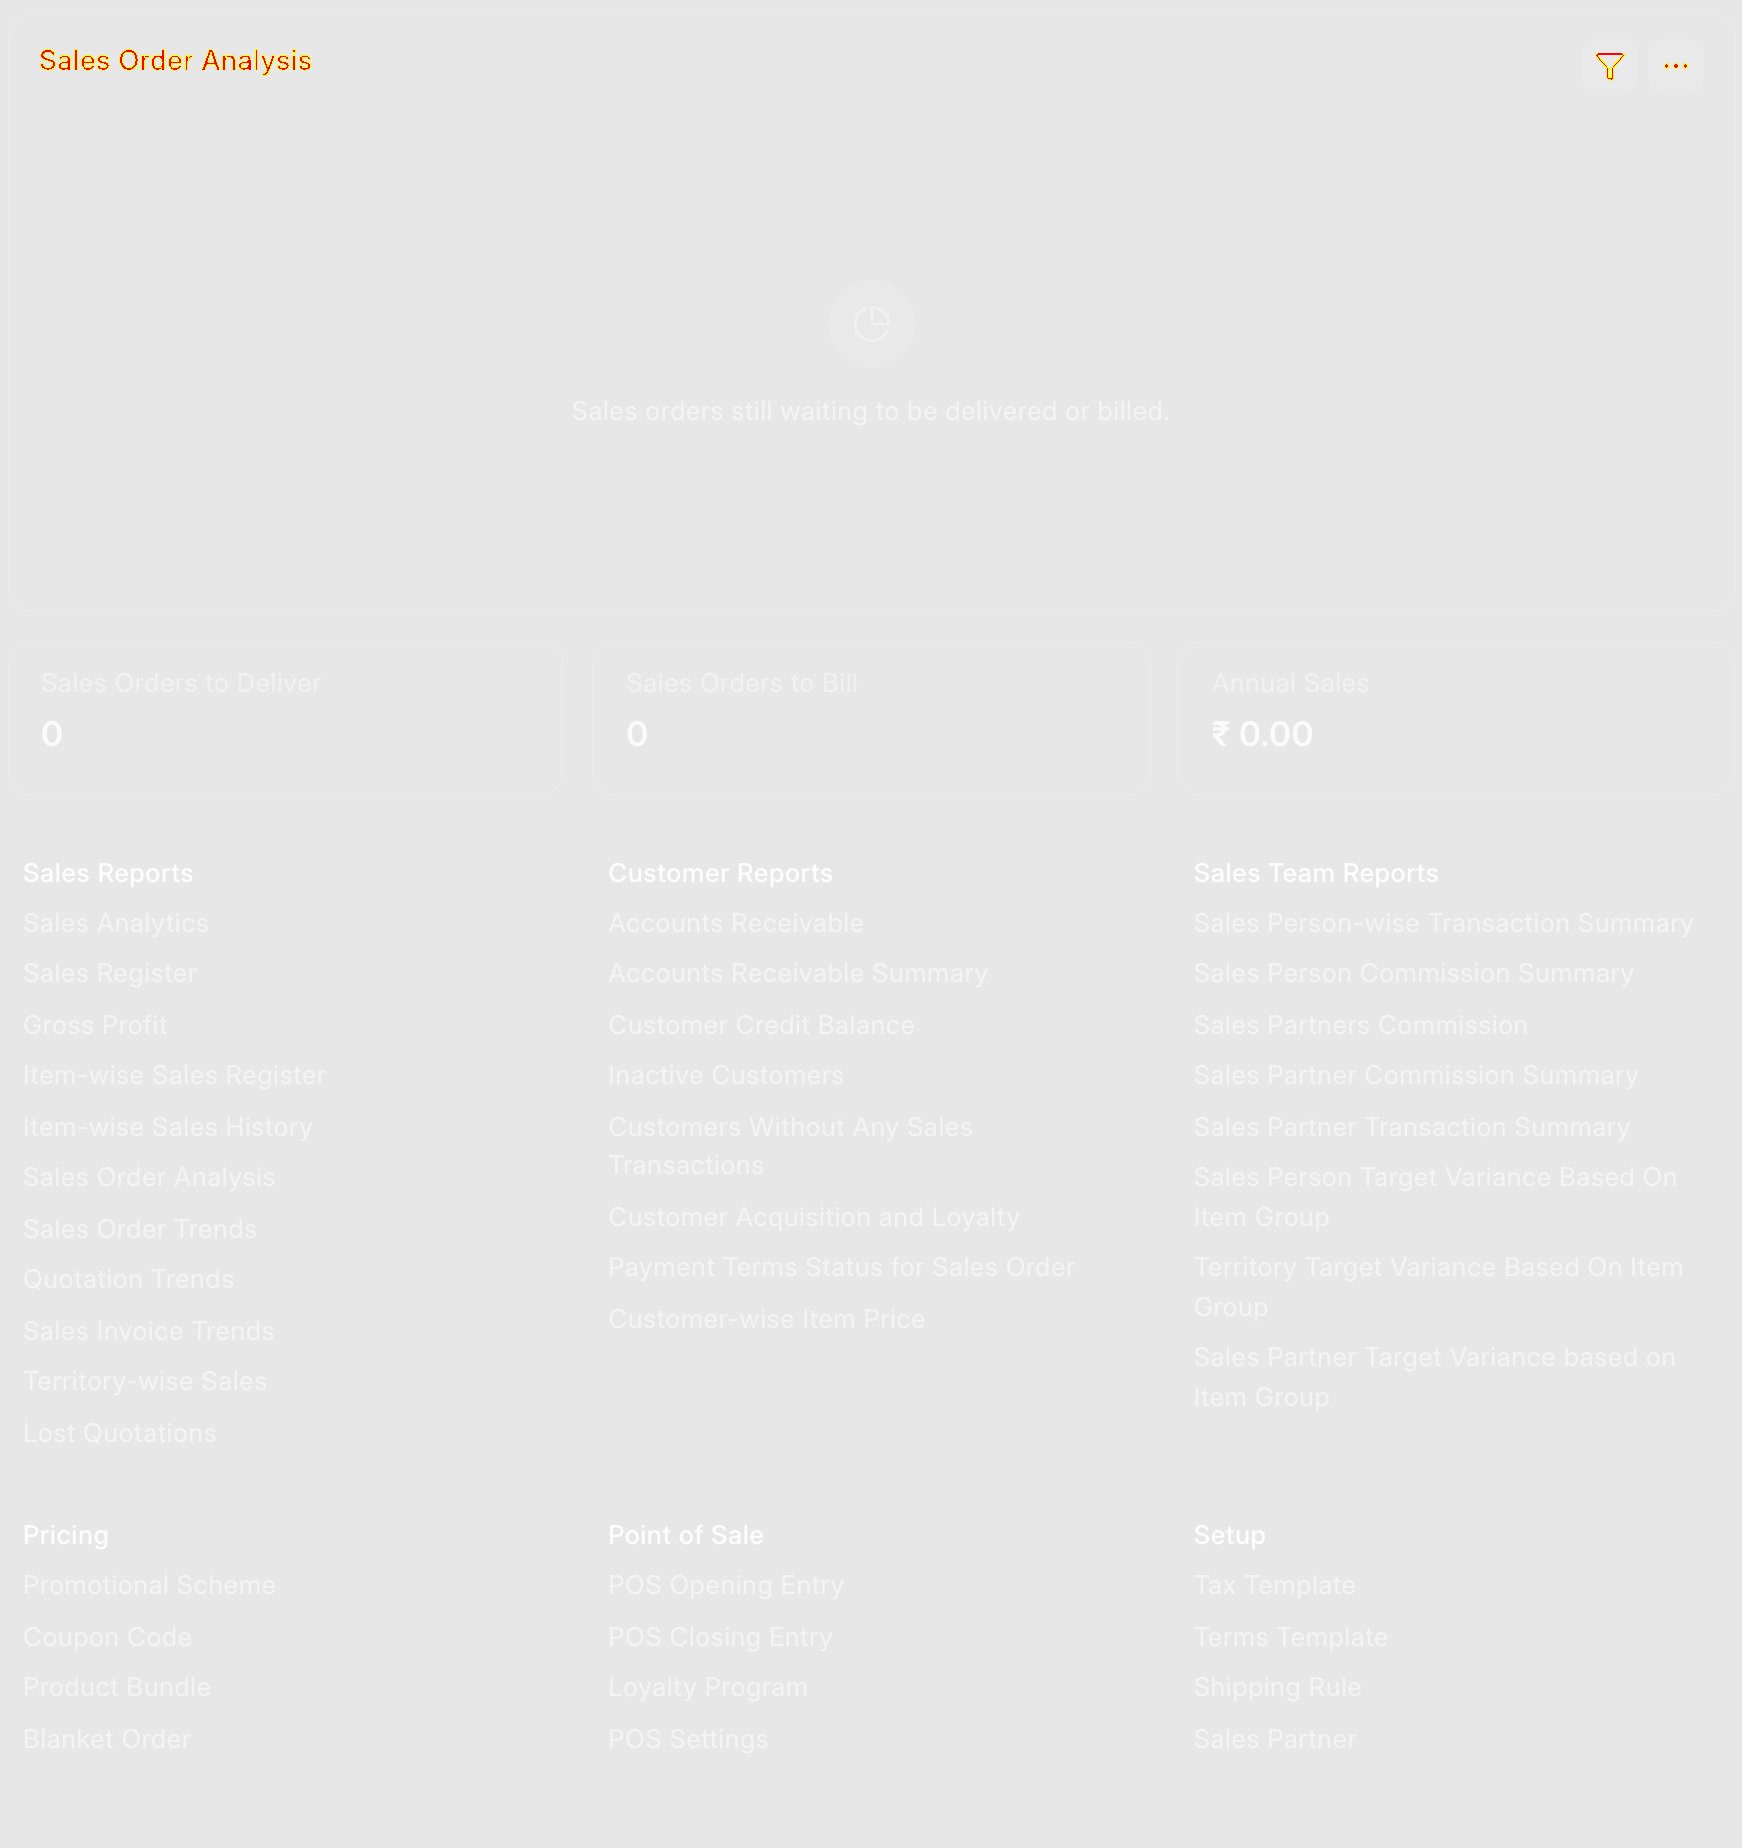 Sales Order Analysis
Sales orders still waiting to be delivered or billed.
Sales Orders to Deliver
0
Sales Orders to Bill
0
Annual Sales
₹ 0.00
Sales Reports
Sales Analytics
Sales Register
Gross Profit
Item-wise Sales Register
Item-wise Sales History
Sales Order Analysis
Sales Order Trends
Quotation Trends
Sales Invoice Trends
Territory-wise Sales
Lost Quotations
Customer Reports
Accounts Receivable
Accounts Receivable Summary
Customer Credit Balance
Inactive Customers
Customers Without Any Sales
Transactions
Customer Acquisition and Loyalty
Payment Terms Status for Sales Order
Customer-wise Item Price
Sales Team Reports
Sales Person-wise Transaction Summary
Sales Person Commission Summary
Sales Partners Commission
Sales Partner Commission Summary
Sales Partner Transaction Summary
Sales Person Target Variance Based On
Item Group
Territory Target Variance Based On Item
Group
Sales Partner Target Variance based on
Item Group
Pricing
Promotional Scheme
Coupon Code
Product Bundle
Blanket Order
Point of Sale
POS Opening Entry
POS Closing Entry
Loyalty Program
POS Settings
Setup
Tax Template
Terms Template
Shipping Rule
Sales Partner